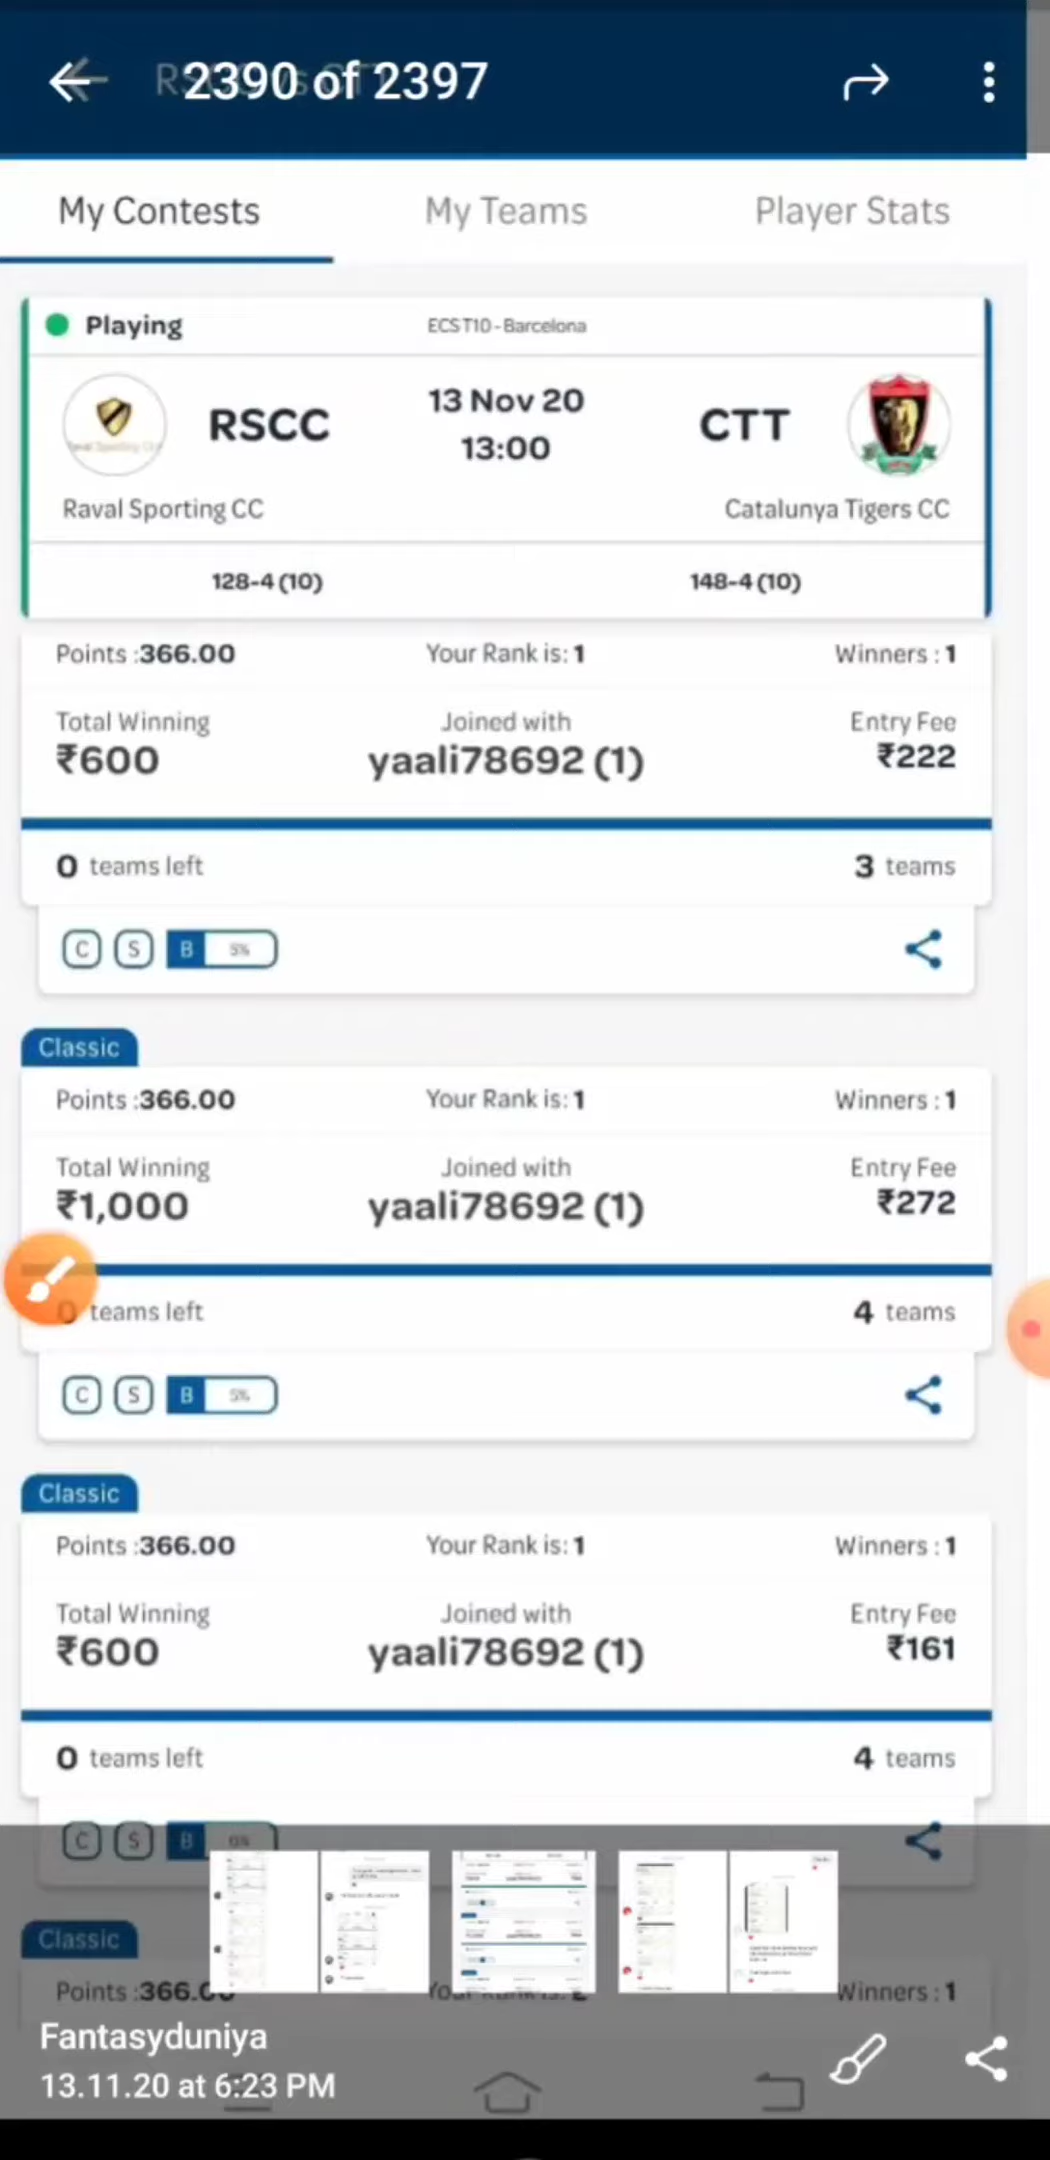 2390 of 2397
My Contests My Teams Player Stats
Playing ECS T10 - Barcelona
RSCC 13 Nov 20 CTT
13:00
Raval Sporting CC Catalunya Tigers CC
128-4 (10) 148-4 (10)
Points :366.00 Your Rank is: 1 Winners : 1
Total Winning Joined with Entry Fee
₹600 yaali78692 (1) ₹222
0 teams left 3 teams
C S B 5%
Classic
Points :366.00 Your Rank is: 1 Winners : 1
Total Winning Joined with Entry Fee
₹1,000 yaali78692 (1) ₹272
0 teams left 4 teams
C S B 5%
Classic
Points :366.00 Your Rank is: 1 Winners : 1
Total Winning Joined with Entry Fee
₹600 yaali78692 (1) ₹161
0 teams left 4 teams
C S B
Classic
Points :366.00 Winners : 1
Fantasyduniya
13.11.20 at 6:23 PM